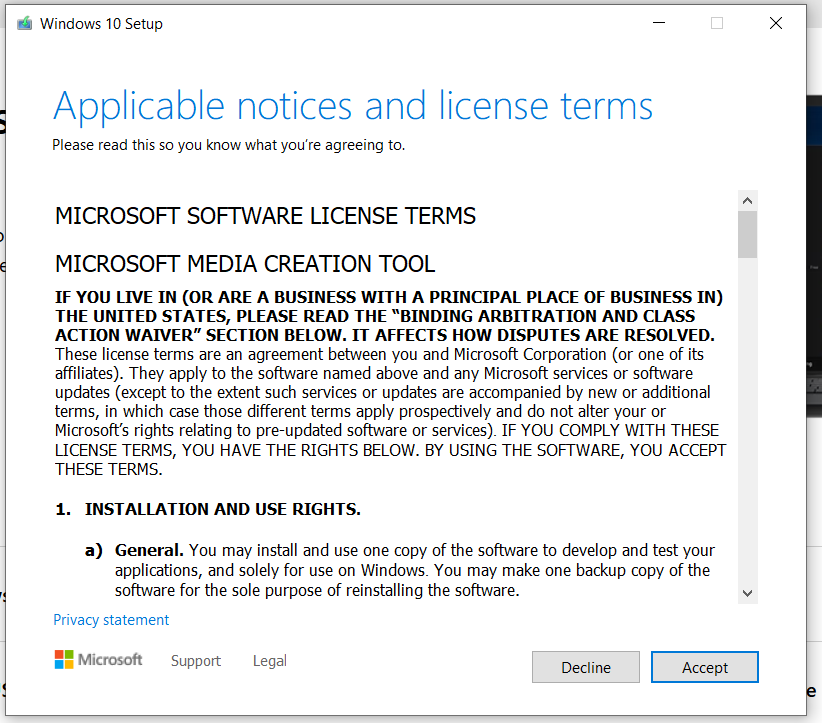 Windows 10 Setup
Applicable notices and license terms
Please read this so you know what you're agreeing to.
MICROSOFT SOFTWARE LICENSE TERMS
MICROSOFT MEDIA CREATION TOOL
IF YOU LIVE IN (OR ARE A BUSINESS WITH A PRINCIPAL PLACE OF BUSINESS IN)
THE UNITED STATES, PLEASE READ THE “BINDING ARBITRATION AND CLASS
ACTION WAIVER” SECTION BELOW. IT AFFECTS HOW DISPUTES ARE RESOLVED.
These license terms are an agreement between you and Microsoft Corporation (or one of its
affiliates). They apply to the software named above and any Microsoft services or software
updates (except to the extent such services or updates are accompanied by new or additional
terms, in which case those different terms apply prospectively and do not alter your or
Microsoft’s rights relating to pre-updated software or services). IF YOU COMPLY WITH THESE
LICENSE TERMS, YOU HAVE THE RIGHTS BELOW. BY USING THE SOFTWARE, YOU ACCEPT
THESE TERMS.
1. INSTALLATION AND USE RIGHTS.
a) General. You may install and use one copy of the software to develop and test your
applications, and solely for use on Windows. You may make one backup copy of the
software for the sole purpose of reinstalling the software.
Privacy statement
Microsoft Support Legal Decline Accept